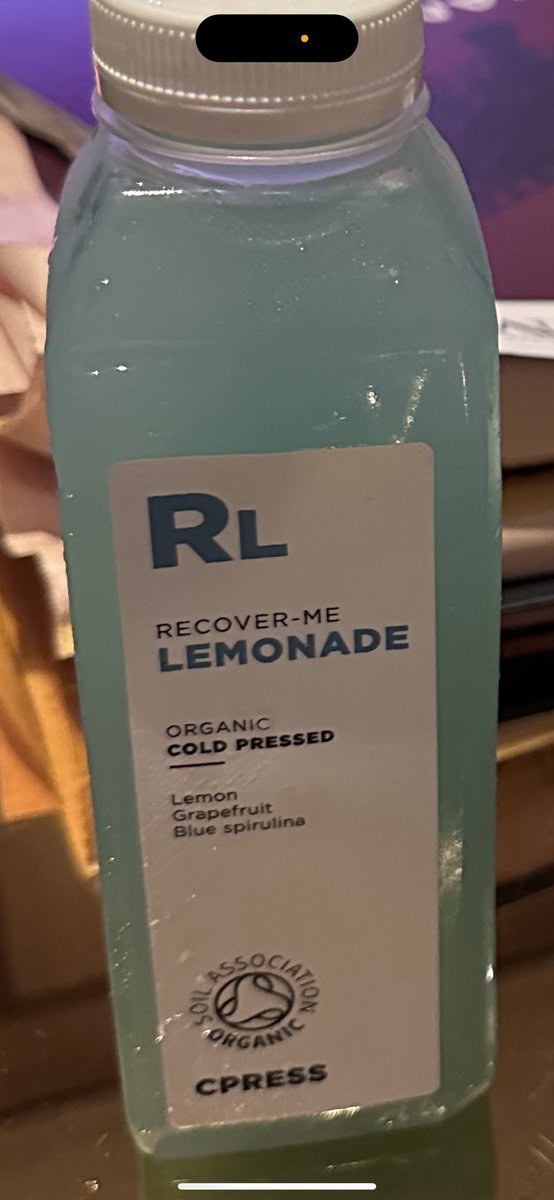 RL
RECOVER-ME
LEMONADE
ORGANIC
COLD PRESSED
Lemon
Grapefruit
Blue spirulina
SOIL ASSOCIATION
ORGANIC
CPRESS